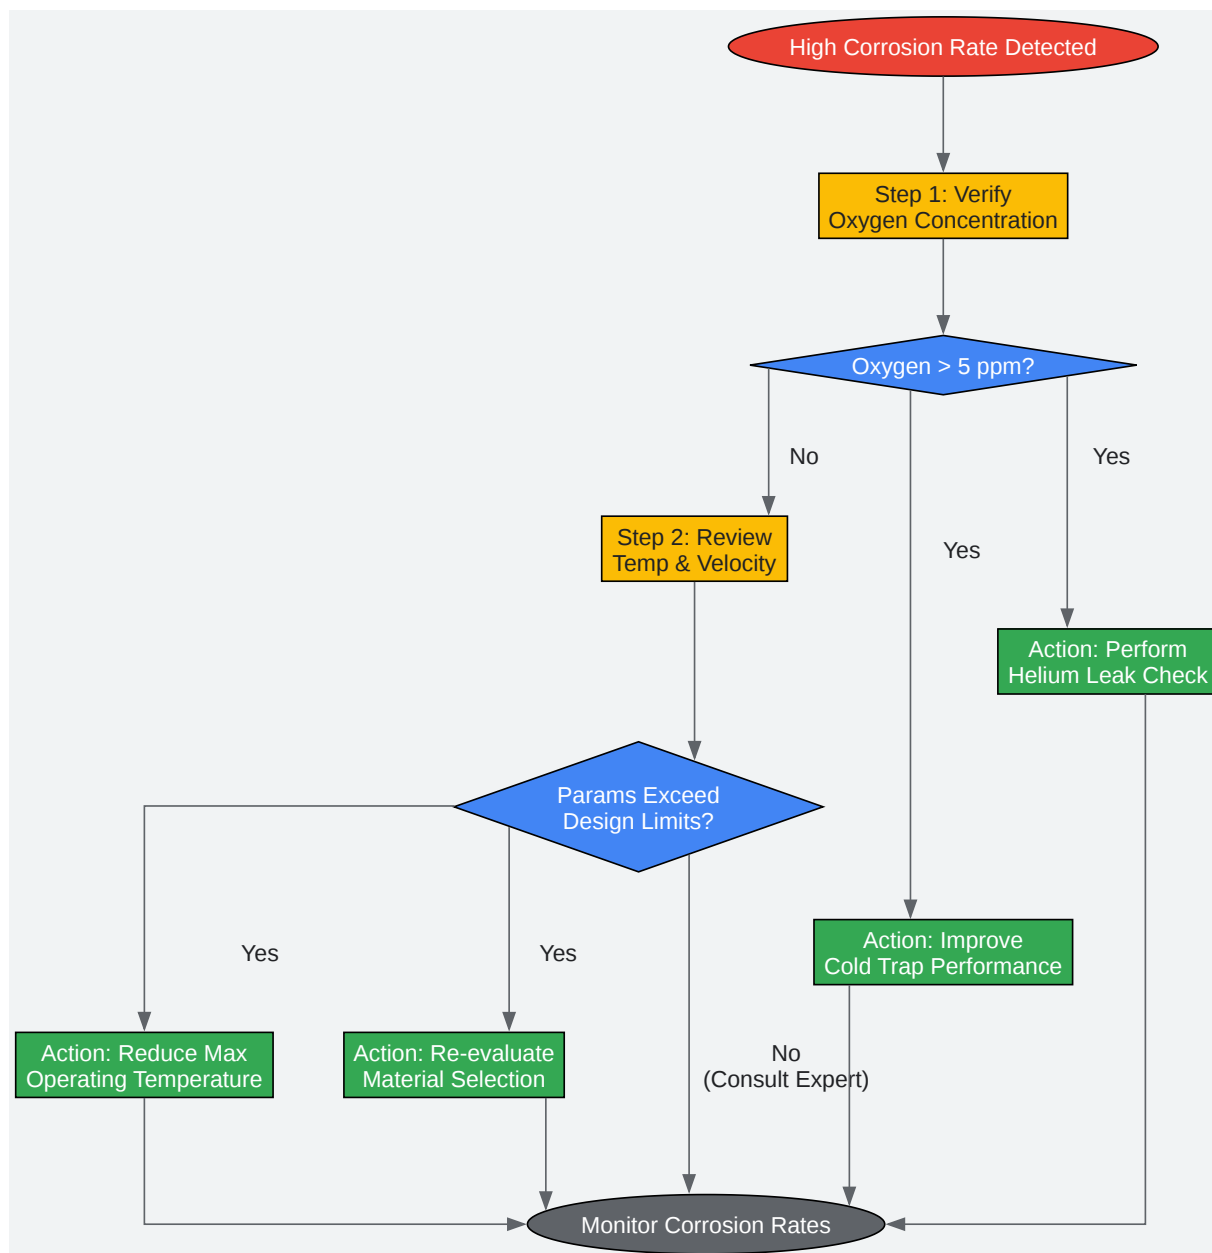 High Corrosion Rate Detected
Step 1: Verify
Oxygen Concentration
Oxygen > 5 ppm?
No
Yes
Step 2: Review
Temp & Velocity
Yes
Action: Perform
Helium Leak Check
Params Exceed
Design Limits?
Yes
Yes
Action: Improve
Cold Trap Performance
Action: Reduce Max
Operating Temperature
Action: Re-evaluate
Material Selection
No
(Consult Expert)
Monitor Corrosion Rates